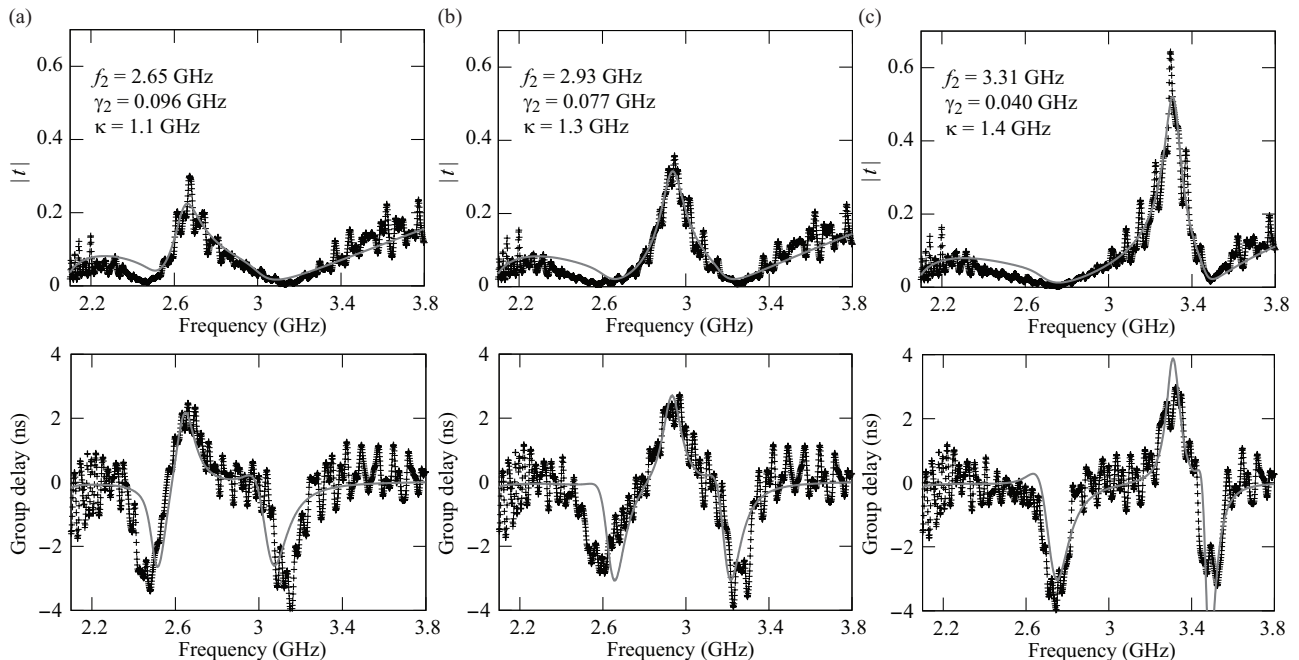 (a)
0.6
0.4
0.2
0
|t|
f2 = 2.65 GHz
γ2 = 0.096 GHz
κ = 1.1 GHz
2.2 2.6 3 3.4 3.8
Frequency (GHz)
(b)
0.6
0.4
0.2
0
|t|
f2 = 2.93 GHz
γ2 = 0.077 GHz
κ = 1.3 GHz
2.2 2.6 3 3.4 3.8
Frequency (GHz)
(c)
0.6
0.4
0.2
0
|t|
f2 = 3.31 GHz
γ2 = 0.040 GHz
κ = 1.4 GHz
2.2 2.6 3 3.4 3.8
Frequency (GHz)
4
2
0
−2
−4
Group delay (ns)
2.2 2.6 3 3.4 3.8
Frequency (GHz)
4
2
0
−2
−4
Group delay (ns)
2.2 2.6 3 3.4 3.8
Frequency (GHz)
4
2
0
−2
−4
Group delay (ns)
2.2 2.6 3 3.4 3.8
Frequency (GHz)